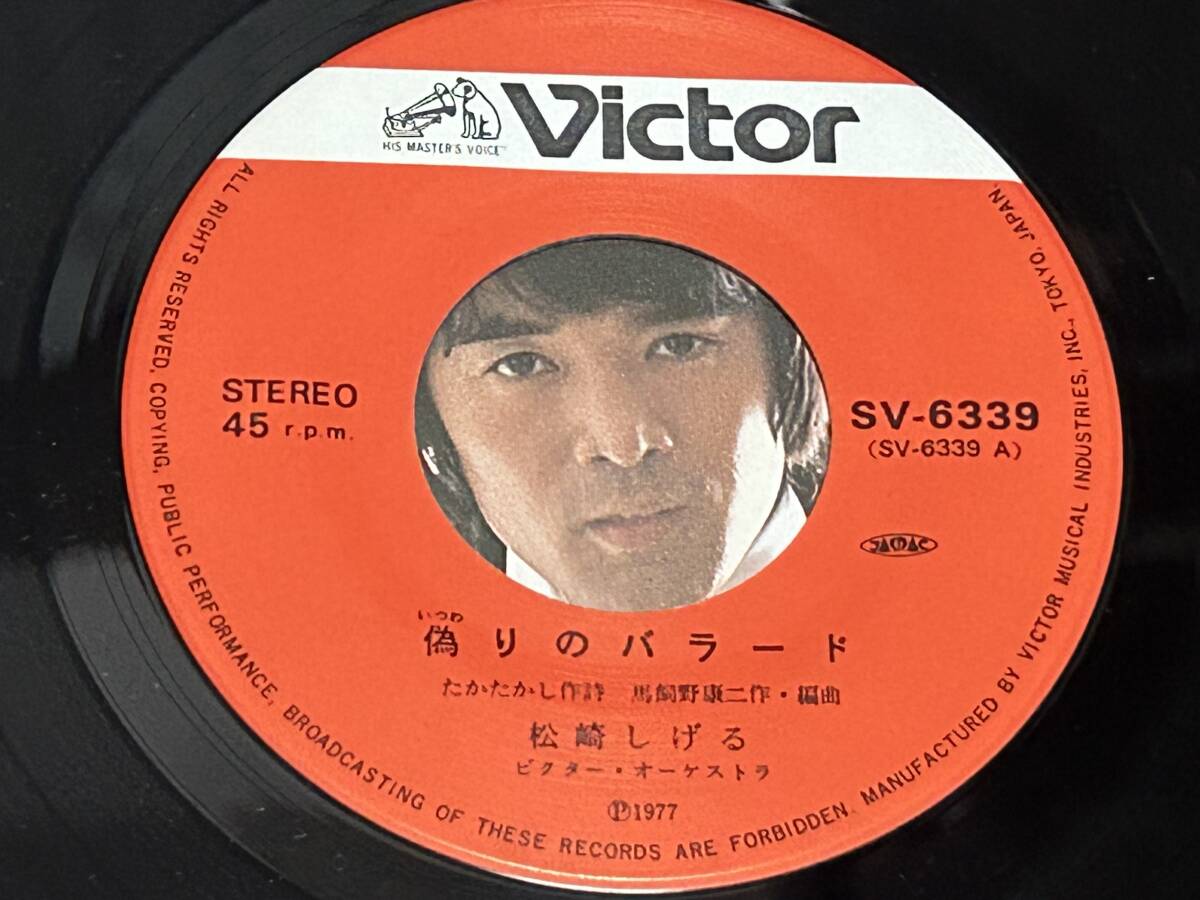 HIS MASTER'S VOICE
Victor
STEREO
45 r.p.m.
SV-6339
(SV-6339 A)
いつわ
偽りのバラード
たかたかし作詩 馬飼野康二作・編曲
松崎しげる
ビクター・オーケストラ
Ⓟ1977
ALL RIGHTS RESERVED, COPYING, PUBLIC PERFORMANCE, BROADCASTING OF THESE RECORDS ARE FORBIDDEN. MANUFACTURED BY VICTOR MUSICAL INDUSTRIES, INC., TOKYO, JAPAN.